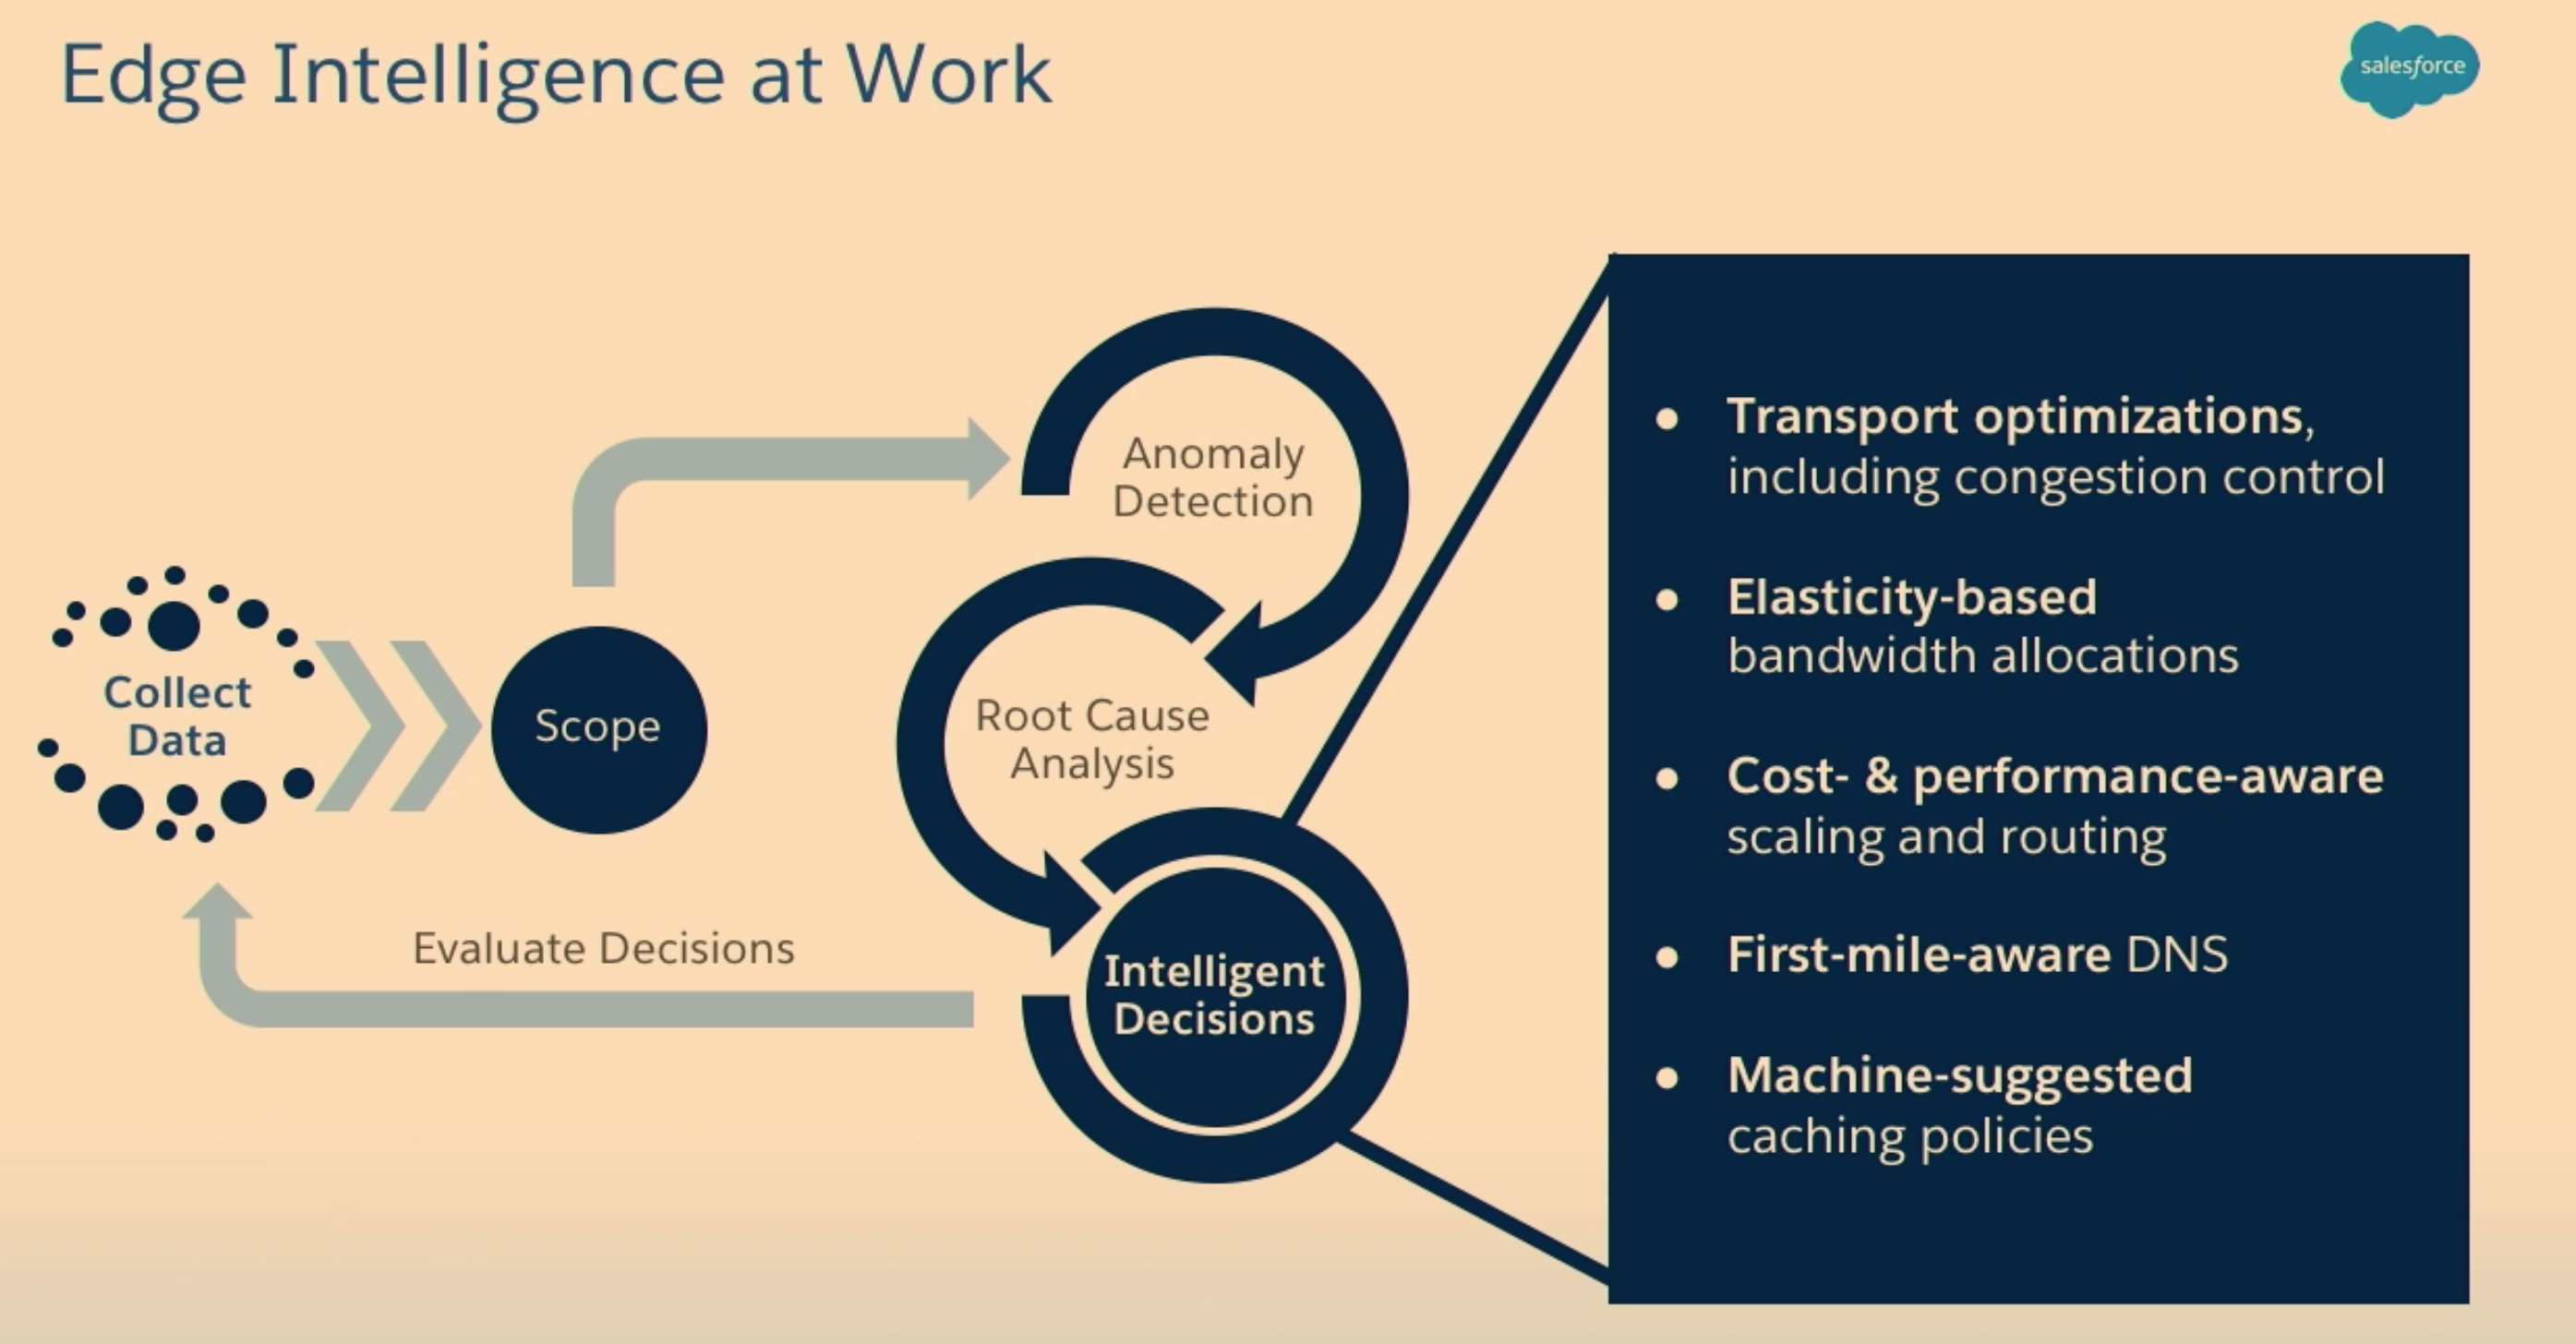 Edge Intelligence at Work
salesforce
Collect
Data
Scope
Anomaly
Detection
Root Cause
Analysis
Intelligent
Decisions
Evaluate Decisions
● Transport optimizations,
including congestion control
● Elasticity-based
bandwidth allocations
● Cost- & performance-aware
scaling and routing
● First-mile-aware DNS
● Machine-suggested
caching policies